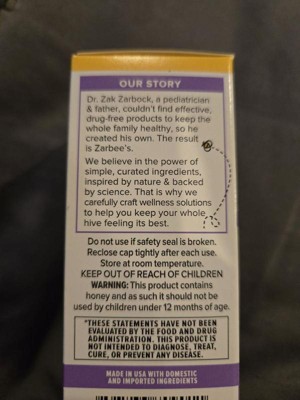 OUR STORY
Dr. Zak Zarbock, a pediatrician
& father, couldn't find effective,
drug-free products to keep the
whole family healthy, so he
created his own. The result
is Zarbee's.
We believe in the power of
simple, curated ingredients,
inspired by nature & backed
by science. That is why we
carefully craft wellness solutions
to help you keep your whole
hive feeling its best.
Do not use if safety seal is broken.
Reclose cap tightly after each use.
Store at room temperature.
KEEP OUT OF REACH OF CHILDREN
WARNING: This product contains
honey and as such it should not be
used by children under 12 months of age.
*THESE STATEMENTS HAVE NOT BEEN
EVALUATED BY THE FOOD AND DRUG
ADMINISTRATION. THIS PRODUCT IS
NOT INTENDED TO DIAGNOSE, TREAT,
CURE, OR PREVENT ANY DISEASE.
MADE IN USA WITH DOMESTIC
AND IMPORTED INGREDIENTS